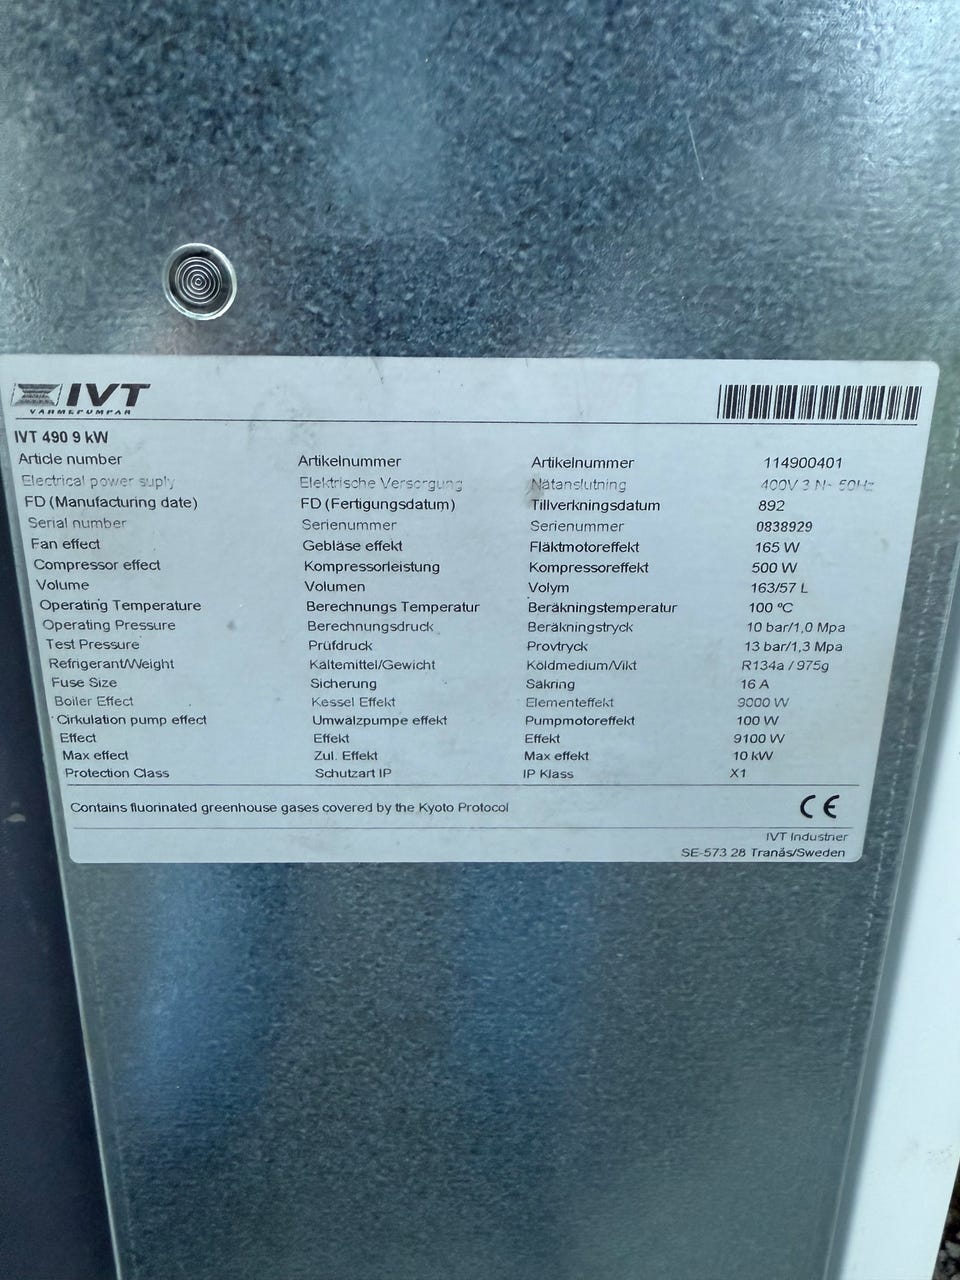 IVT
VÄRMEPUMPAR
IVT 490 9 kW
Article number Artikelnummer Artikelnummer 114900401
Electrical power suply Elektrische Versorgung Nätanslutning 400V 3 N~ 50Hz
FD (Manufacturing date) FD (Fertigungsdatum) Tillverkningsdatum 892
Serial number Serienummer Serienummer 0838929
Fan effect Gebläse effekt Fläktmotoreffekt 165 W
Compressor effect Kompressorleistung Kompressoreffekt 500 W
Volume Volumen Volym 163/57 L
Operating Temperature Berechnungs Temperatur Beräkningstemperatur 100 ºC
Operating Pressure Berechnungsdruck Beräkningstryck 10 bar/1,0 Mpa
Test Pressure Prüfdruck Provtryck 13 bar/1,3 Mpa
Refrigerant/Weight Kältemittel/Gewicht Köldmedium/Vikt R134a / 975g
Fuse Size Sicherung Säkring 16 A
Boiler Effect Kessel Effekt Elementeffekt 9000 W
Cirkulation pump effect Umwälzpumpe effekt Pumpmotoreffekt 100 W
Effect Effekt Effekt 9100 W
Max effect Zul. Effekt Max effekt 10 kW
Protection Class Schutzart IP IP Klass X1
Contains fluorinated greenhouse gases covered by the Kyoto Protocol CE
IVT Industrier
SE-573 28 Tranås/Sweden